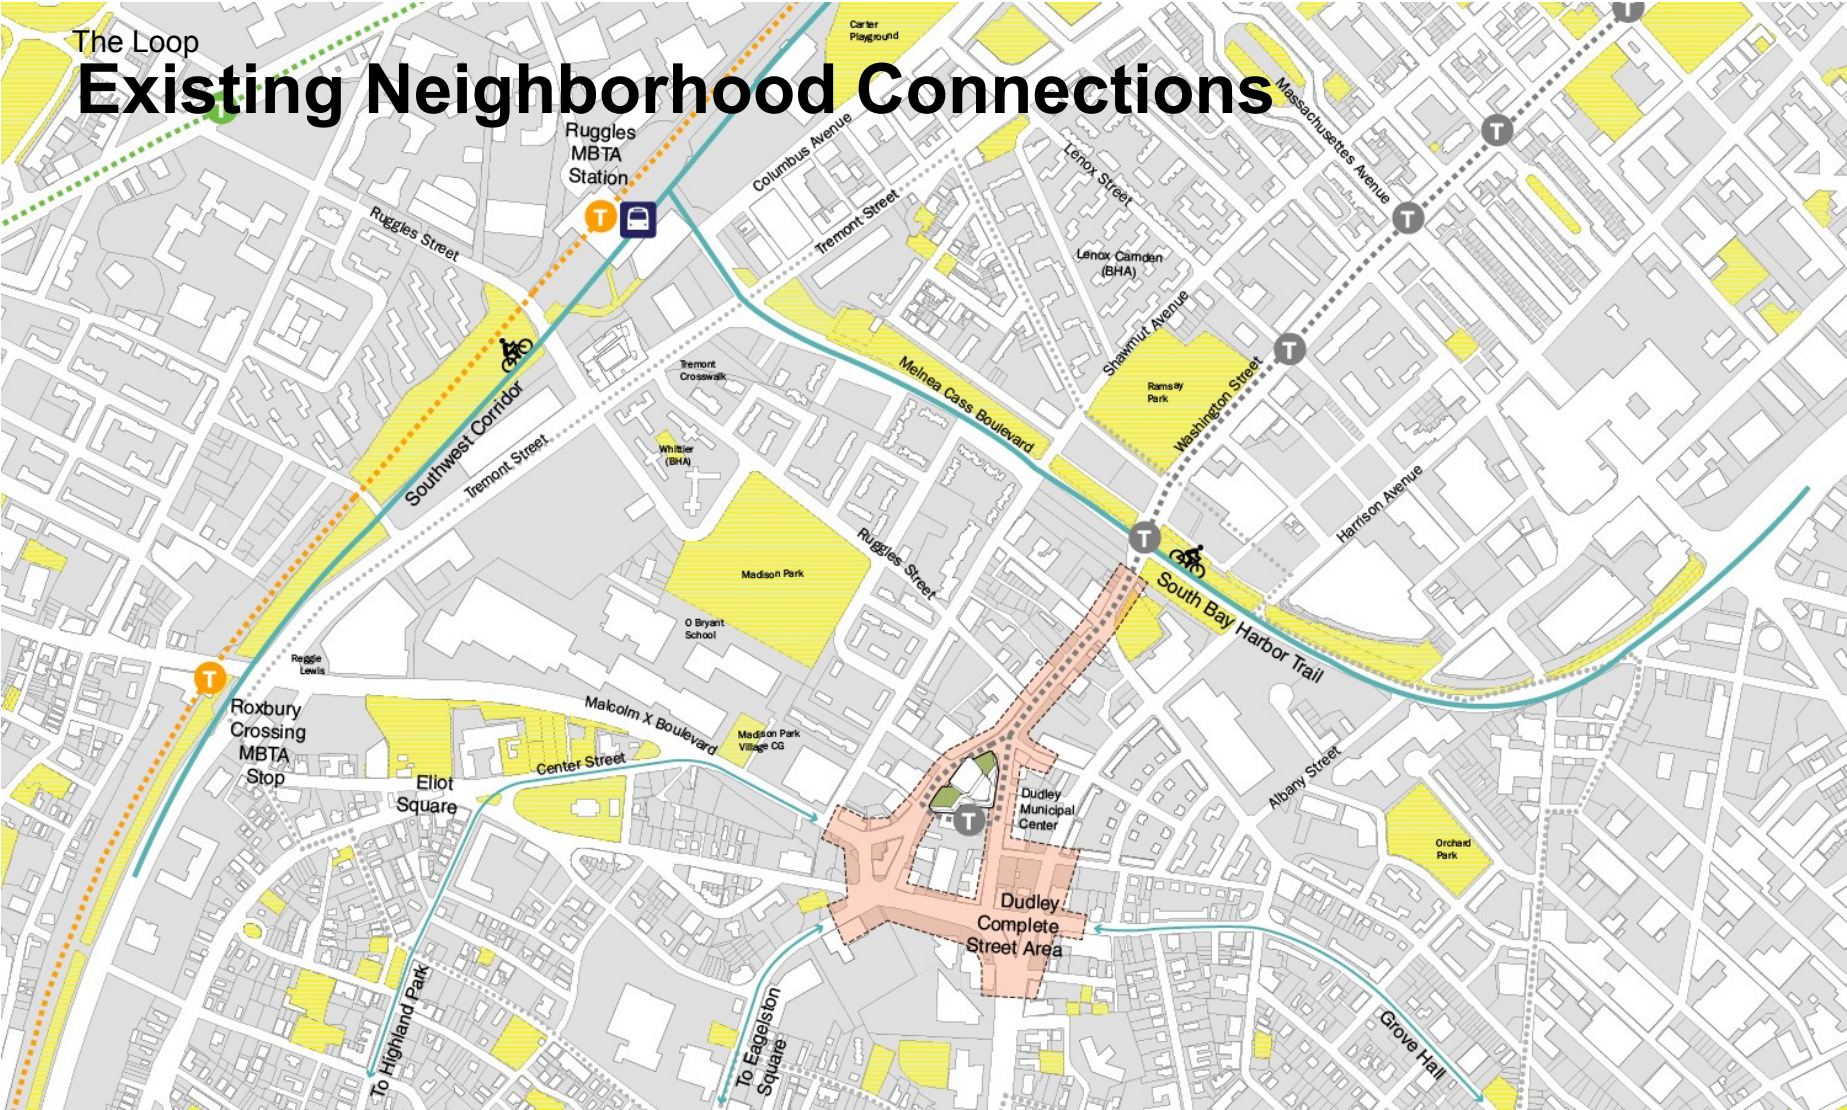 The Loop
Existing Neighborhood Connections
Carter
Playground
T
T
Ruggles
MBTA
Station
T
Columbus Avenue
Tremont Street
Lenox Street
Massachusetts Avenue
T
T
Ruggles Street
Lenox Camden
(BHA)
Shawmut Avenue
T
Tremont
Crosswalk
Melnea Cass Boulevard
Ramsay
Park
Washington Street
Southwest Corridor
Tremont Street
Whittier
(BHA)
Harrison Avenue
T
Ruggles Street
Madison Park
South Bay Harbor Trail
O Bryant
School
Reggie
Lewis
T
Roxbury
Crossing
MBTA
Stop
Malcolm X Boulevard
Madison Park
Village CG
Center Street
Eliot
Square
Albany Street
Dudley
Municipal
Center
T
Orchard
Park
Dudley
Complete
Street Area
To Highland Park
To Eagelston
Square
Grove Hall